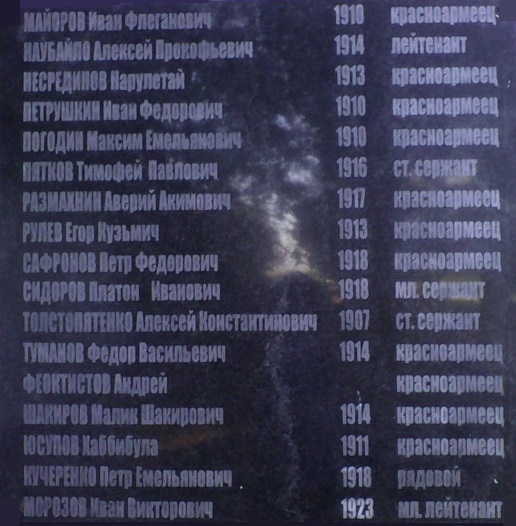 МАЙОРОВ Иван Флеганович 1910 красноармеец
НАУБАЙЛО Алексей Прокофьевич 1914 лейтенант
НЕСРЕДИНОВ Нарулетай 1913 красноармеец
ПЕТРУШКИН Иван Федорович 1910 красноармеец
ПОГОДИН Максим Емельянович 1910 красноармеец
ПЯТКОВ Тимофей Павлович 1916 ст. сержант
РАЗМАХНИН Аверий Акимович 1917 красноармеец
РУЛЕВ Егор Кузьмич 1913 красноармеец
САФРОНОВ Петр Федорович 1918 красноармеец
СИДОРОВ Платон Иванович 1918 мл. сержант
ТОЛСТОПЯТЕНКО Алексей Константинович 1907 ст. сержант
ТУМАНОВ Федор Васильевич 1914 красноармеец
ФЕОКТИСТОВ Андрей красноармеец
ШАКИРОВ Малик Шакирович 1914 красноармеец
ЮСУПОВ Хаббибула 1911 красноармеец
КУЧЕРЕНКО Петр Емельянович 1918 рядовой
МОРОЗОВ Иван Викторович 1923 мл. лейтенант